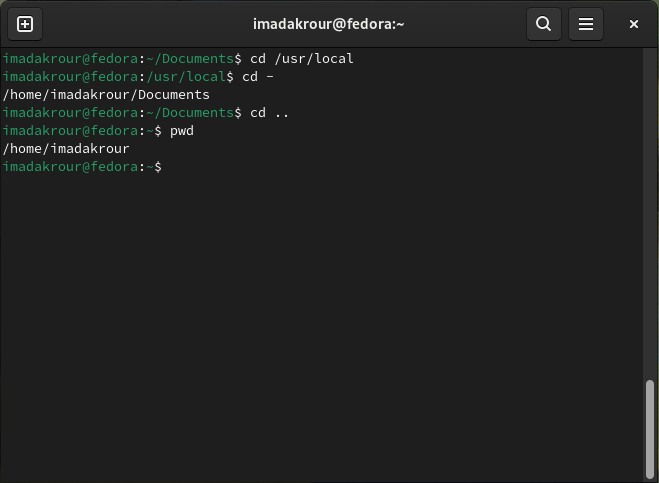 imadakrour@fedora:~
imadakrour@fedora:~/Documents$ cd /usr/local
imadakrour@fedora:/usr/local$ cd -
/home/imadakrour/Documents
imadakrour@fedora:~/Documents$ cd ..
imadakrour@fedora:~$ pwd
/home/imadakrour
imadakrour@fedora:~$